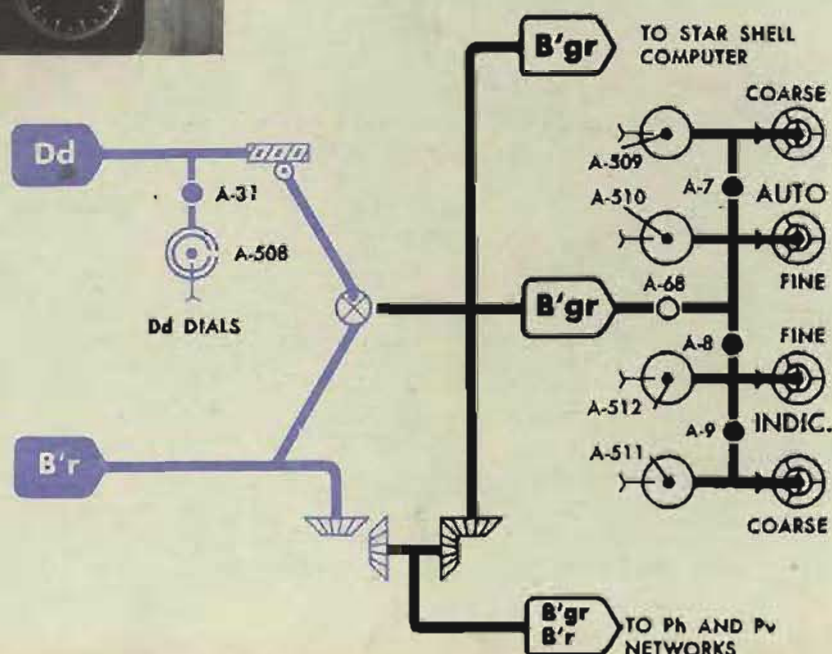 B'gr
TO STAR SHELL
COMPUTER
COARSE
Dd
A-31
A-508
Dd DIALS
A-509
A-7
A-510
AUTO
FINE
A-68
B'gr
FINE
A-8
A-512
A-9
INDIC.
A-511
COARSE
B'r
B'gr
B'r
TO Ph AND Pv
NETWORKS